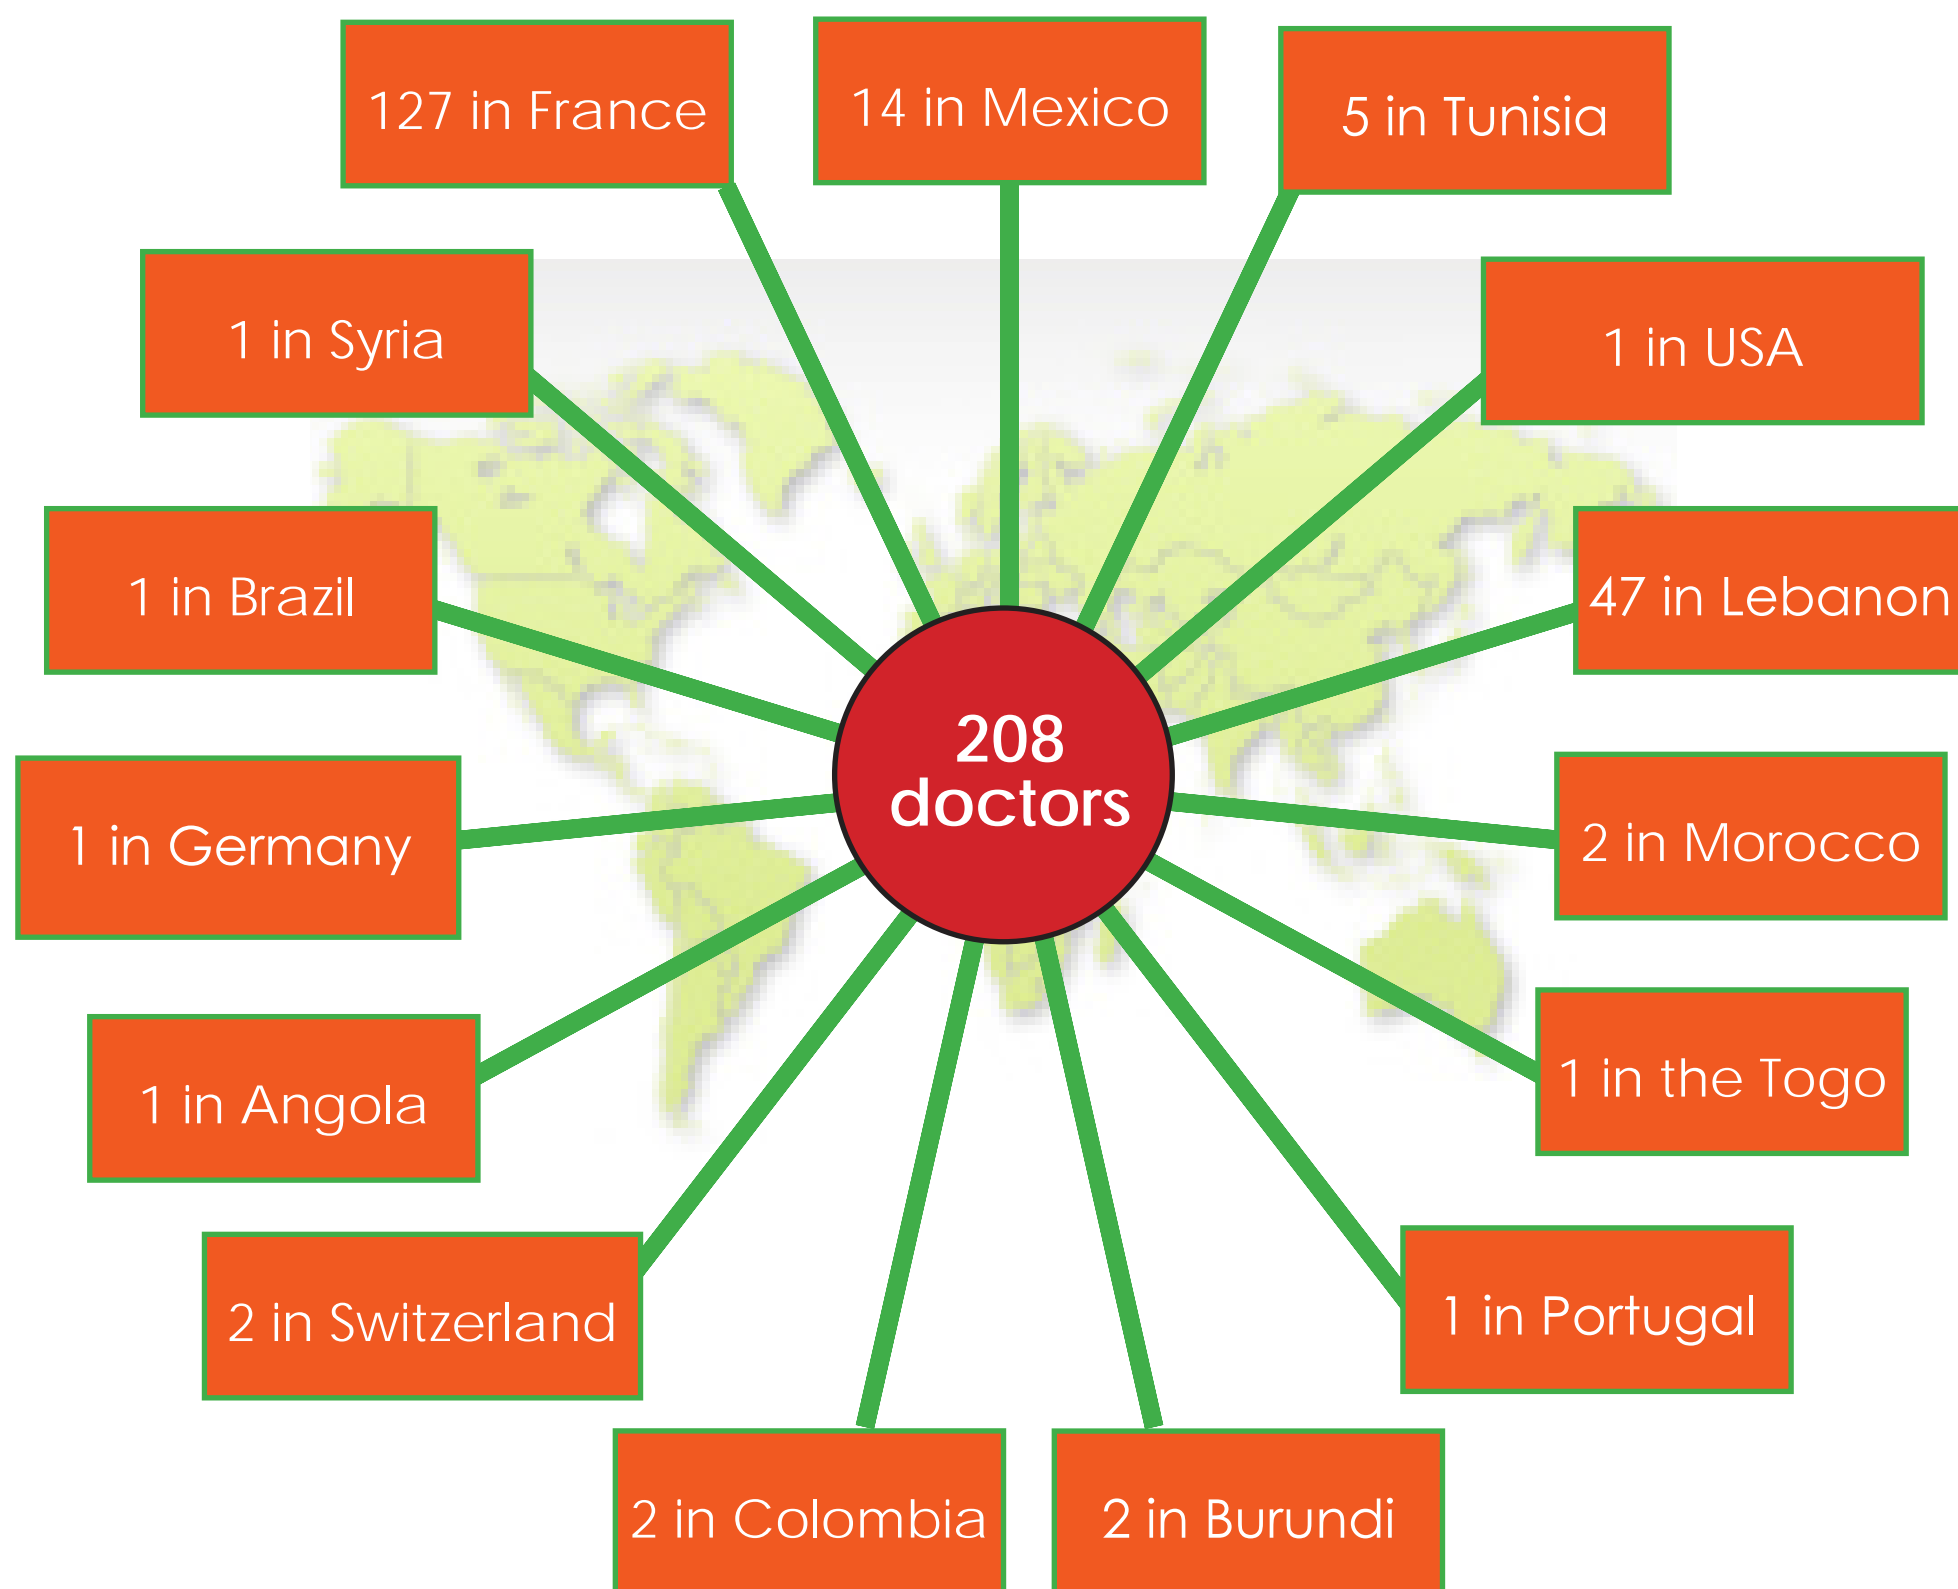 127 in France
14 in Mexico
5 in Tunisia
1 in Syria
1 in USA
1 in Brazil
47 in Lebanon
208
doctors
1 in Germany
2 in Morocco
1 in Angola
1 in the Togo
2 in Switzerland
1 in Portugal
2 in Colombia
2 in Burundi